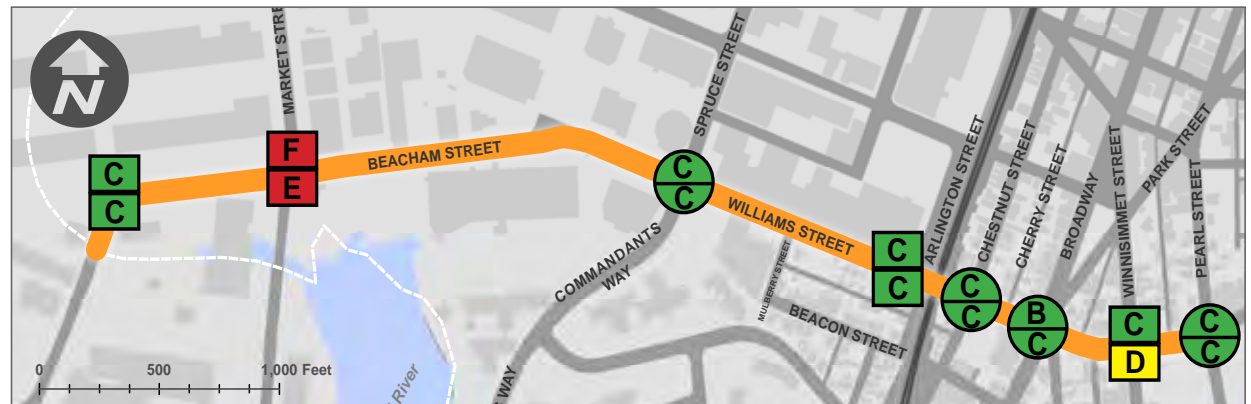 N
MARKET STRE
SPRUCE STREET
BEACHAM STREET
F
E
C
C
C
C
WILLIAMS STREET
COMMANDANTS
WAY
MULBERRY STREET
BEACON STREET
C
C
ARLINGTON STREET
CHESTNUT STREET
CHERRY STREET
BROADWAY
WINNISIMMET STREET
PARK STREET
PEARL STREET
C
C
B
C
C
D
C
C
0 500 1,000 Feet
River
WAY